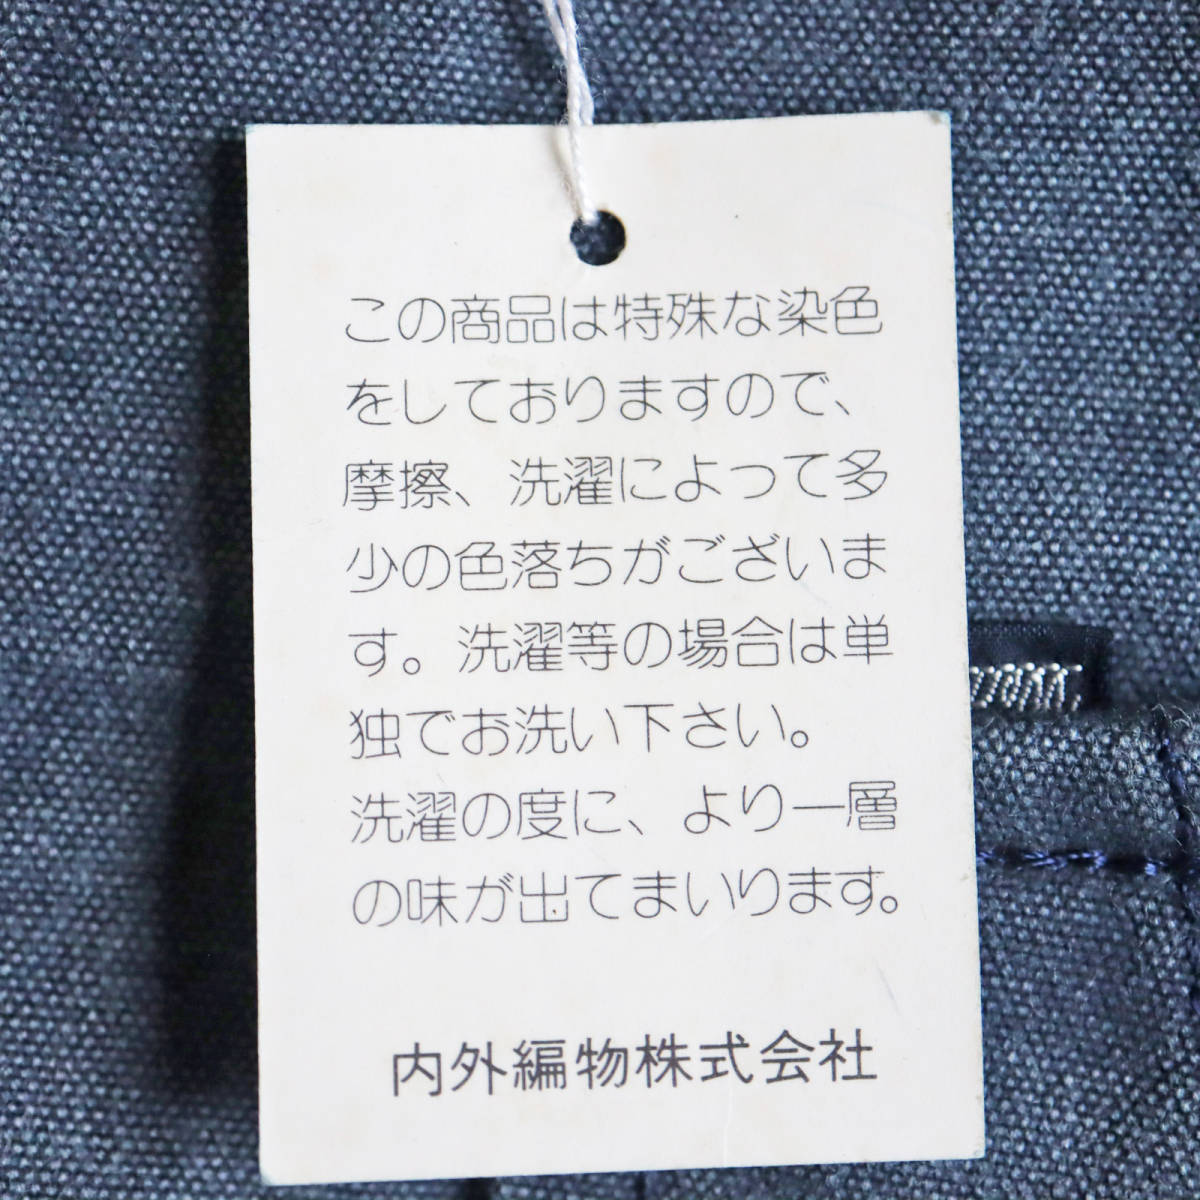 この商品は特殊な染色
をしておりますので、
摩擦、洗濯によって多
少の色落ちがございま
す。洗濯等の場合は単
独でお洗い下さい。
洗濯の度に、より一層
の味が出てまいります。
内外編物株式会社